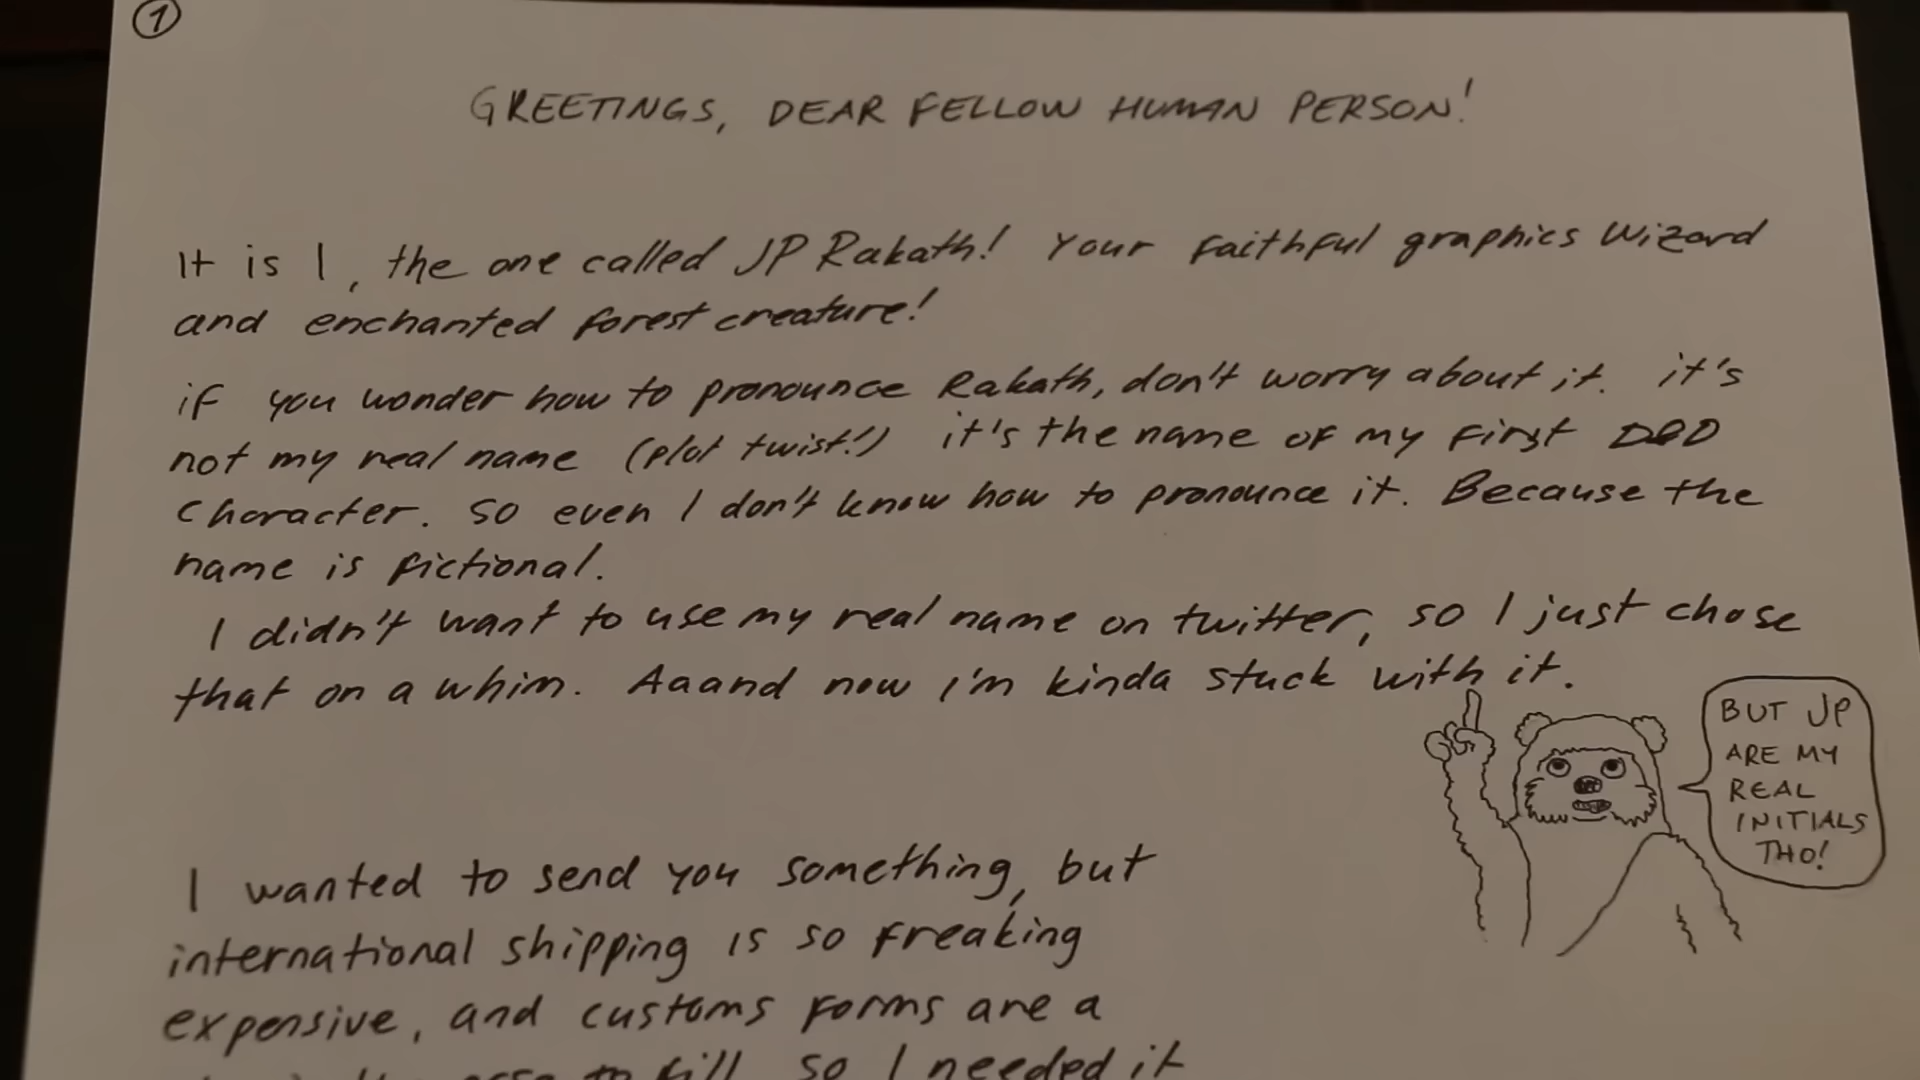 1
GREETINGS, DEAR FELLOW HUMAN PERSON!
It is I, the one called JP Rakath! Your faithful graphics Wizard
and enchanted forest creature!
if you wonder how to pronounce Rakath, don't worry about it. it's
not my real name (plot twist!) it's the name of my first D&D
character. so even I don't know how to pronounce it. Because the
name is fictional.
I didn't want to use my real name on twitter, so I just chose
that on a whim. Aaand now i'm kinda stuck with it.
BUT JP
ARE MY
REAL
INITIALS
THO!
I wanted to send you something, but
international shipping is so freaking
expensive, and customs forms are a
to fill so I needed it